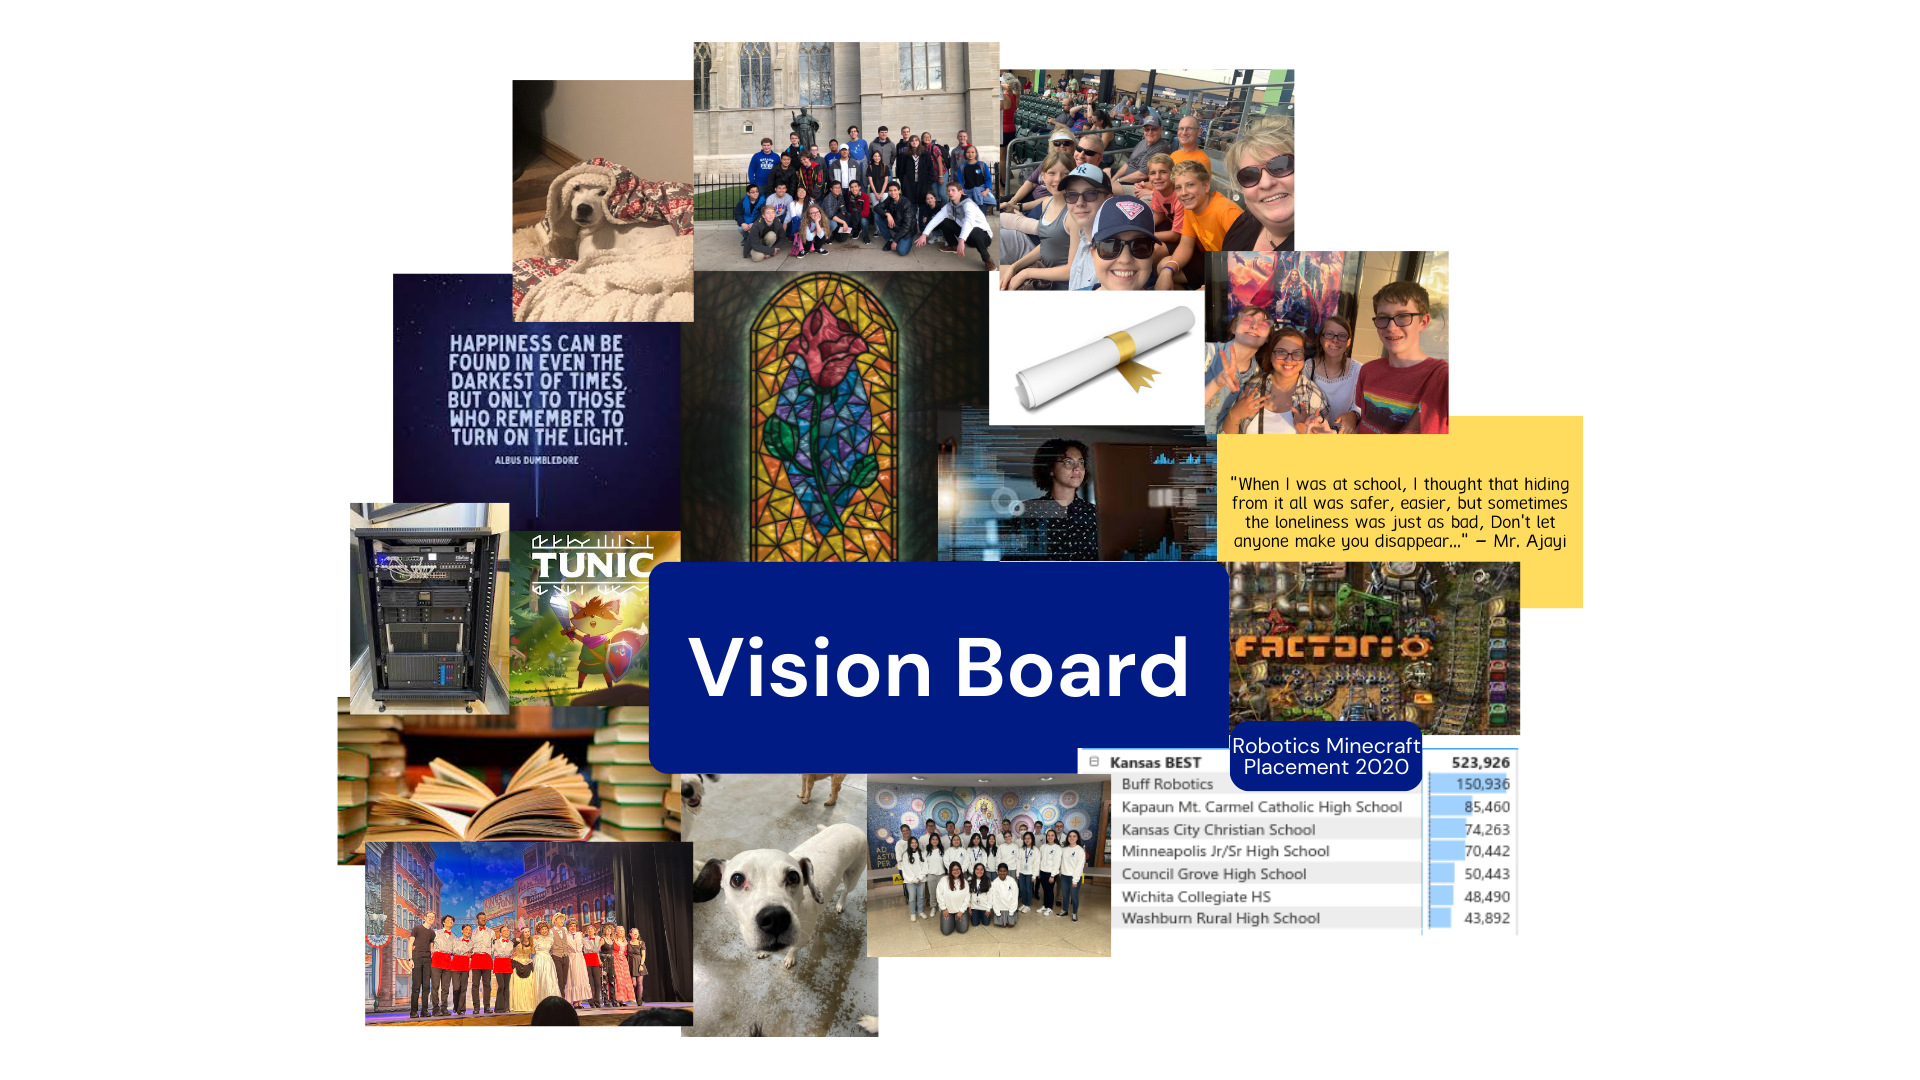 HAPPINESS CAN BE
FOUND IN EVEN THE
DARKEST OF TIMES,
BUT ONLY TO THOSE
WHO REMEMBER TO
TURN ON THE LIGHT.
ALBUS DUMBLEDORE
"When I was at school, I thought that hiding
from it all was safer, easier, but sometimes
the loneliness was just as bad, Don't let
anyone make you disappear..." – Mr. Ajayi
TUNIC
Vision Board
FACTORIO
Robotics Minecraft
Placement 2020
Kansas BEST 523,926
Buff Robotics 150,936
Kapaun Mt. Carmel Catholic High School 85,460
Kansas City Christian School 74,263
Minneapolis Jr/Sr High School 70,442
Council Grove High School 50,443
Wichita Collegiate HS 48,490
Washburn Rural High School 43,892
AD
ASTR
PER